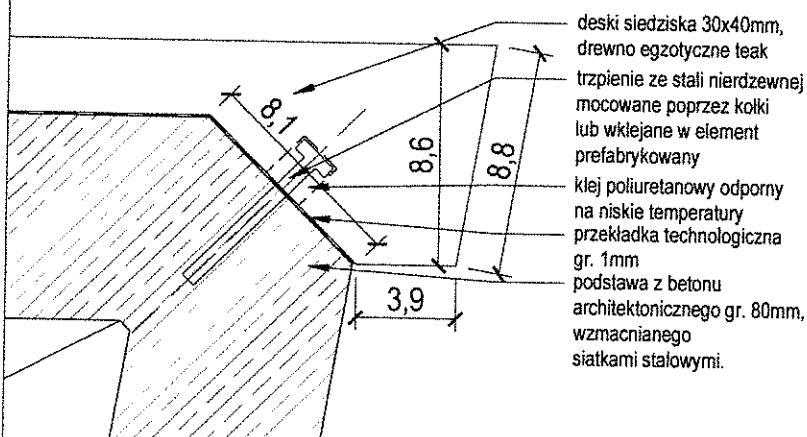 deski siedziska 30x40mm,
drewno egzotyczne teak
trzpienie ze stali nierdzewnej
mocowane poprzez kołki
lub wklejane w element
prefabrykowany
klej poliuretanowy odporny
na niskie temperatury
przekładka technologiczna
gr. 1mm
podstawa z betonu
architektonicznego gr. 80mm,
wzmacnianego
siatkami stalowymi.
8,1
8,6
8,8
3,9